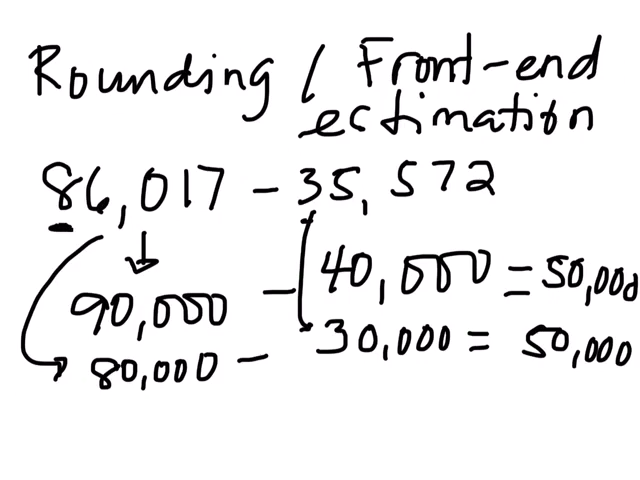 Rounding / Front-end
ectimation
86,017 - 35,572
90,000 - 40,000 = 50,000
80,000 - 30,000 = 50,000